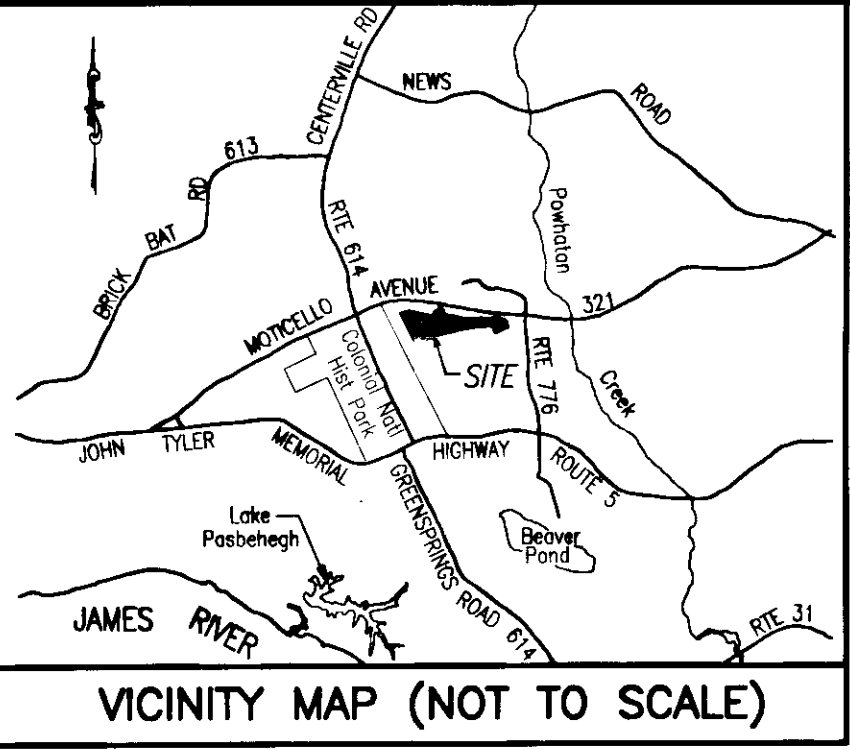 CENTERVILLE RD
NEWS
ROAD
613
RD
BAT
BRICK
RTE 614
Powhatan
AVENUE
321
MOTICELLO
Colonial Natl
Hist Park
SITE
RTE 776
Creek
JOHN
TYLER
MEMORIAL
HIGHWAY
ROUTE 5
GREENSPRINGS ROAD 614
Lake
Pasbehegh
Beaver
Pond
JAMES RIVER
RTE 31
VICINITY MAP (NOT TO SCALE)